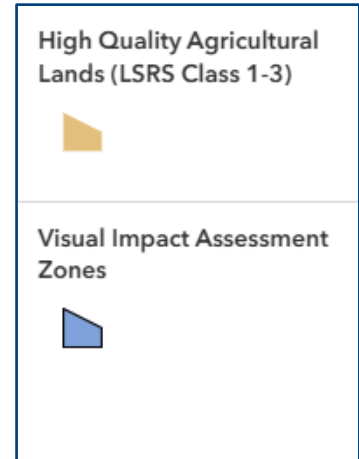 High Quality Agricultural
Lands (LSRS Class 1-3)
Visual Impact Assessment
Zones